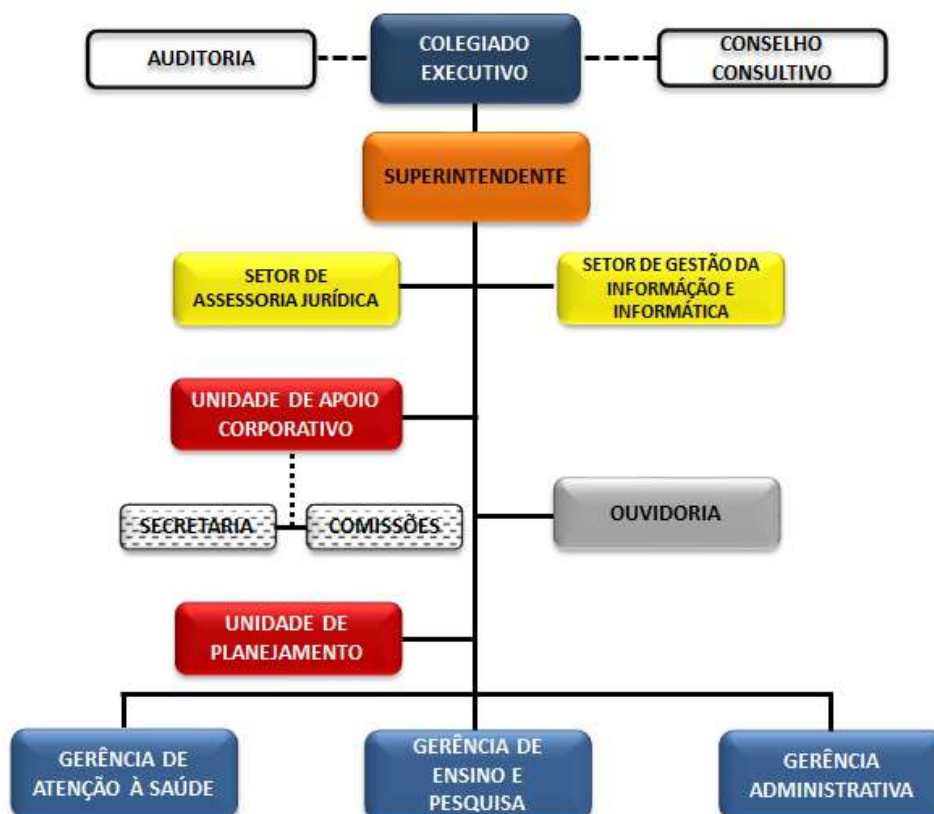 AUDITORIA
COLEGIADO
EXECUTIVO
CONSELHO
CONSULTIVO
SUPERINTENDENTE
SETOR DE
ASSESSORIA JURÍDICA
SETOR DE GESTÃO DA
INFORMÁÇÃO E
INFORMÁTICA
UNIDADE DE APOIO
CORPORATIVO
SECRETARIA
COMISSÕES
OUVIDORIA
UNIDADE DE
PLANEJAMENTO
GERÊNCIA DE
ATENÇÃO À SAÚDE
GERÊNCIA DE
ENSINO E
PESQUISA
GERÊNCIA
ADMINISTRATIVA